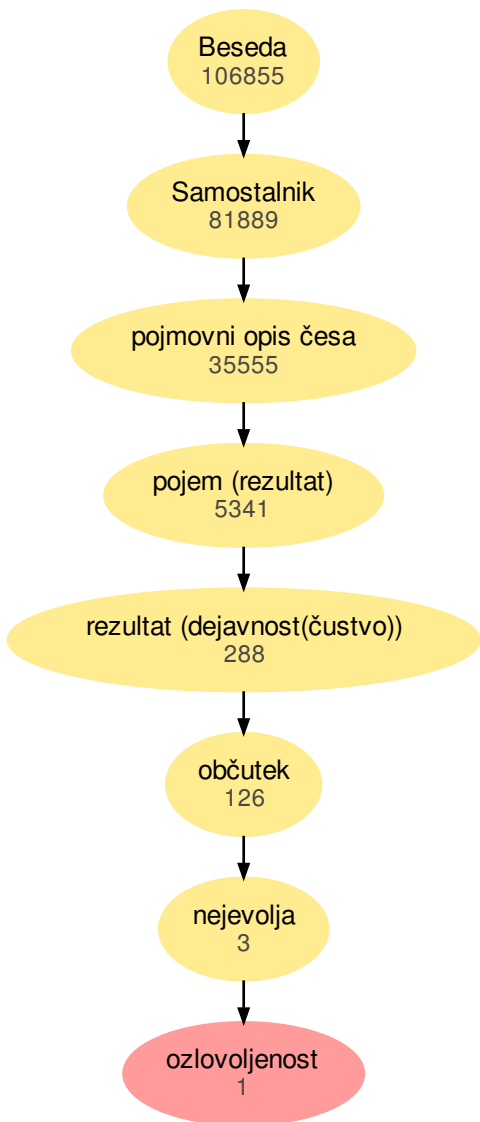 Beseda
106855
Samostalnik
81889
pojmovni opis česa
35555
pojem (rezultat)
5341
rezultat (dejavnost(čustvo))
288
občutek
126
nejevolja
3
ozlovoljenost
1